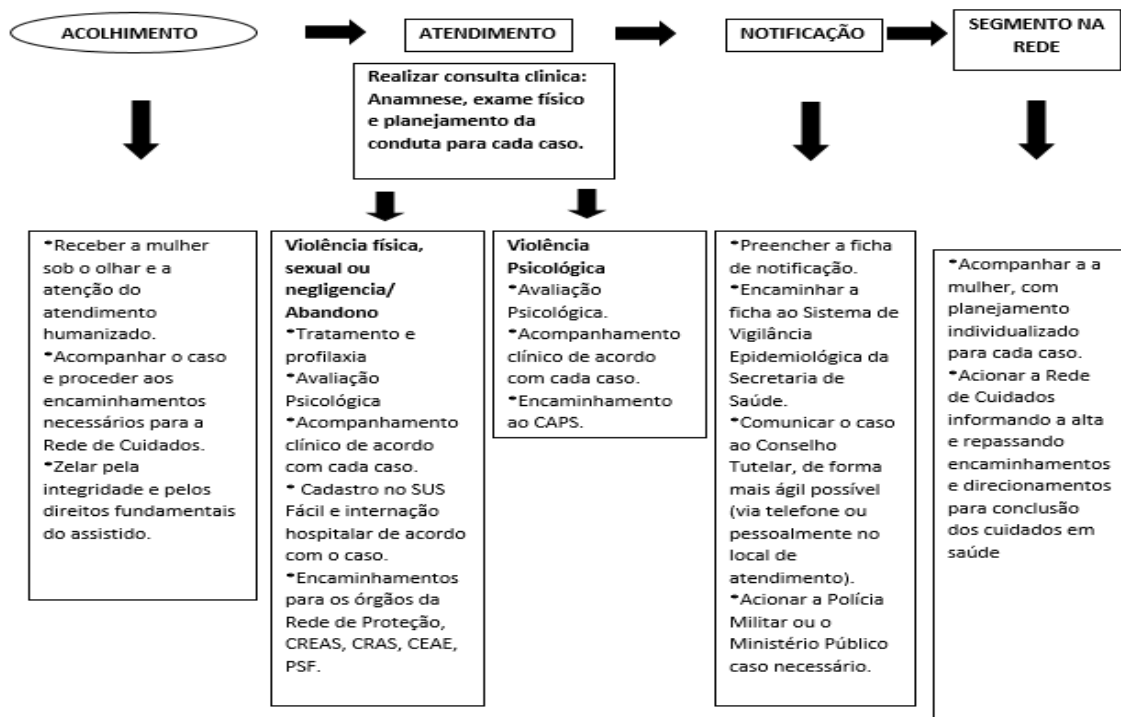 ACOLHIMENTO
ATENDIMENTO
NOTIFICAÇÃO
SEGMENTO NA
REDE
Realizar consulta clinica:
Anamnese, exame físico
e planejamento da
conduta para cada caso.
*Receber a mulher
sob o olhar e a
atenção do
atendimento
humanizado.
*Acompanhar o caso
e proceder aos
encaminhamentos
necessários para a
Rede de Cuidados.
*Zelar pela
integridade e pelos
direitos fundamentais
do assistido.
Violência física,
sexual ou
negligencia/
Abandono
*Tratamento e
profilaxia
*Avaliação
Psicológica
*Acompanhamento
clínico de acordo
com cada caso.
* Cadastro no SUS
Fácil e internação
hospitalar de acordo
com o caso.
*Encaminhamentos
para os órgãos da
Rede de Proteção,
CREAS, CRAS, CEAE,
PSF.
Violência
Psicológica
*Avaliação
Psicológica.
*Acompanhamento
clínico de acordo
com cada caso.
*Encaminhamento
ao CAPS.
*Preencher a ficha
de notificação.
*Encaminhar a
ficha ao Sistema de
Vigilância
Epidemiológica da
Secretaria de
Saúde.
*Comunicar o caso
ao Conselho
Tutelar, de forma
mais ágil possível
(via telefone ou
pessoalmente no
local de
atendimento).
*Acionar a Polícia
Militar ou o
Ministério Público
caso necessário.
*Acompanhar a a
mulher, com
planejamento
individualizado
para cada caso.
*Acionar a Rede
de Cuidados
informando a alta
e repassando
encaminhamentos
e direcionamentos
para conclusão
dos cuidados em
saúde